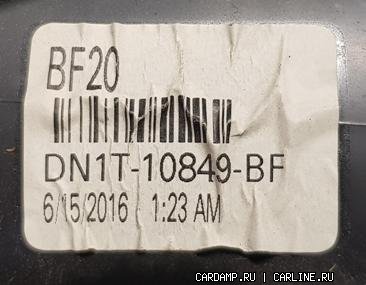 BF20
DN1T-10849-BF
6/15/2016 1:23 AM
CARDAMP.RU | CARLINE.RU